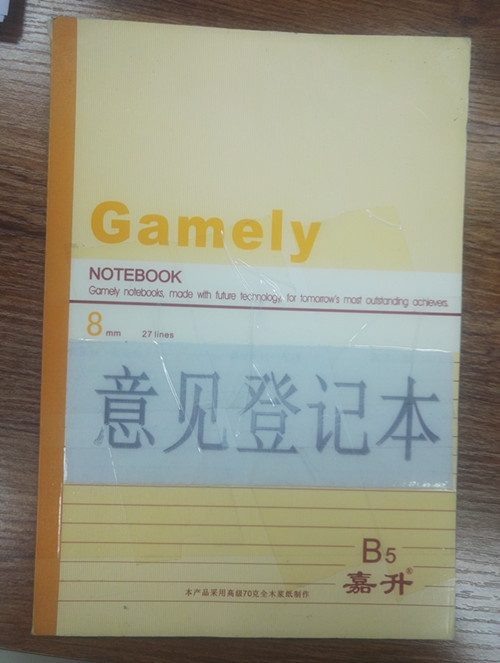 Gamely
NOTEBOOK
Gamely notebooks, made with future technology, for tomorrow's most outstanding achievers.
8 mm 27 lines
意见登记本
B5
嘉升®
本产品采用高级70克全木浆纸制作